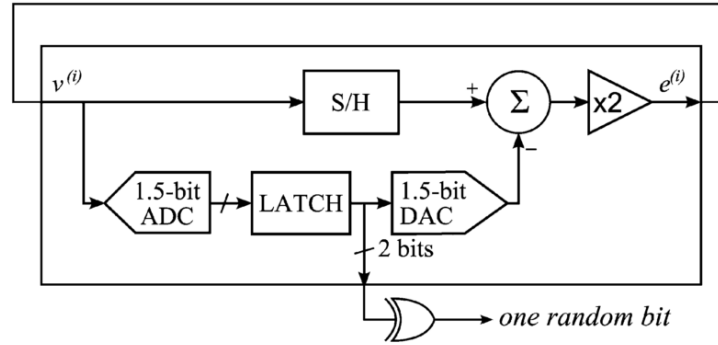 v(i)
S/H
+
Σ
−
x2
e(i)
1.5-bit
ADC
LATCH
1.5-bit
DAC
2 bits
one random bit